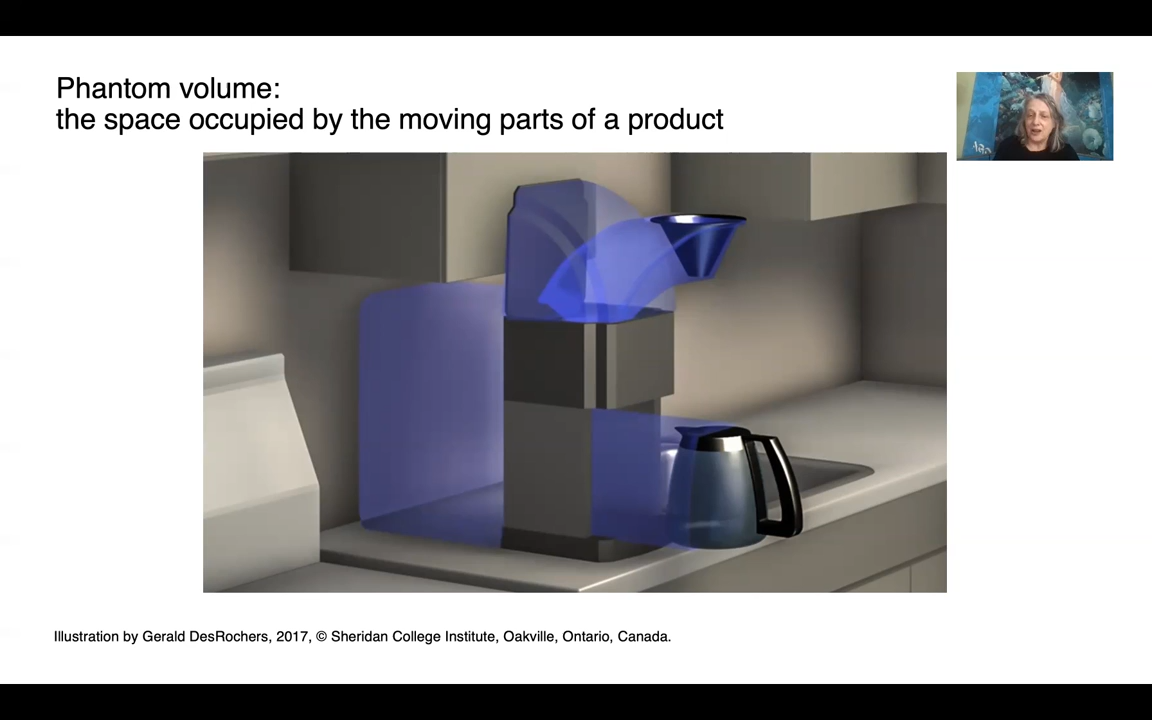 Phantom volume:
the space occupied by the moving parts of a product
Illustration by Gerald DesRochers, 2017, © Sheridan College Institute, Oakville, Ontario, Canada.